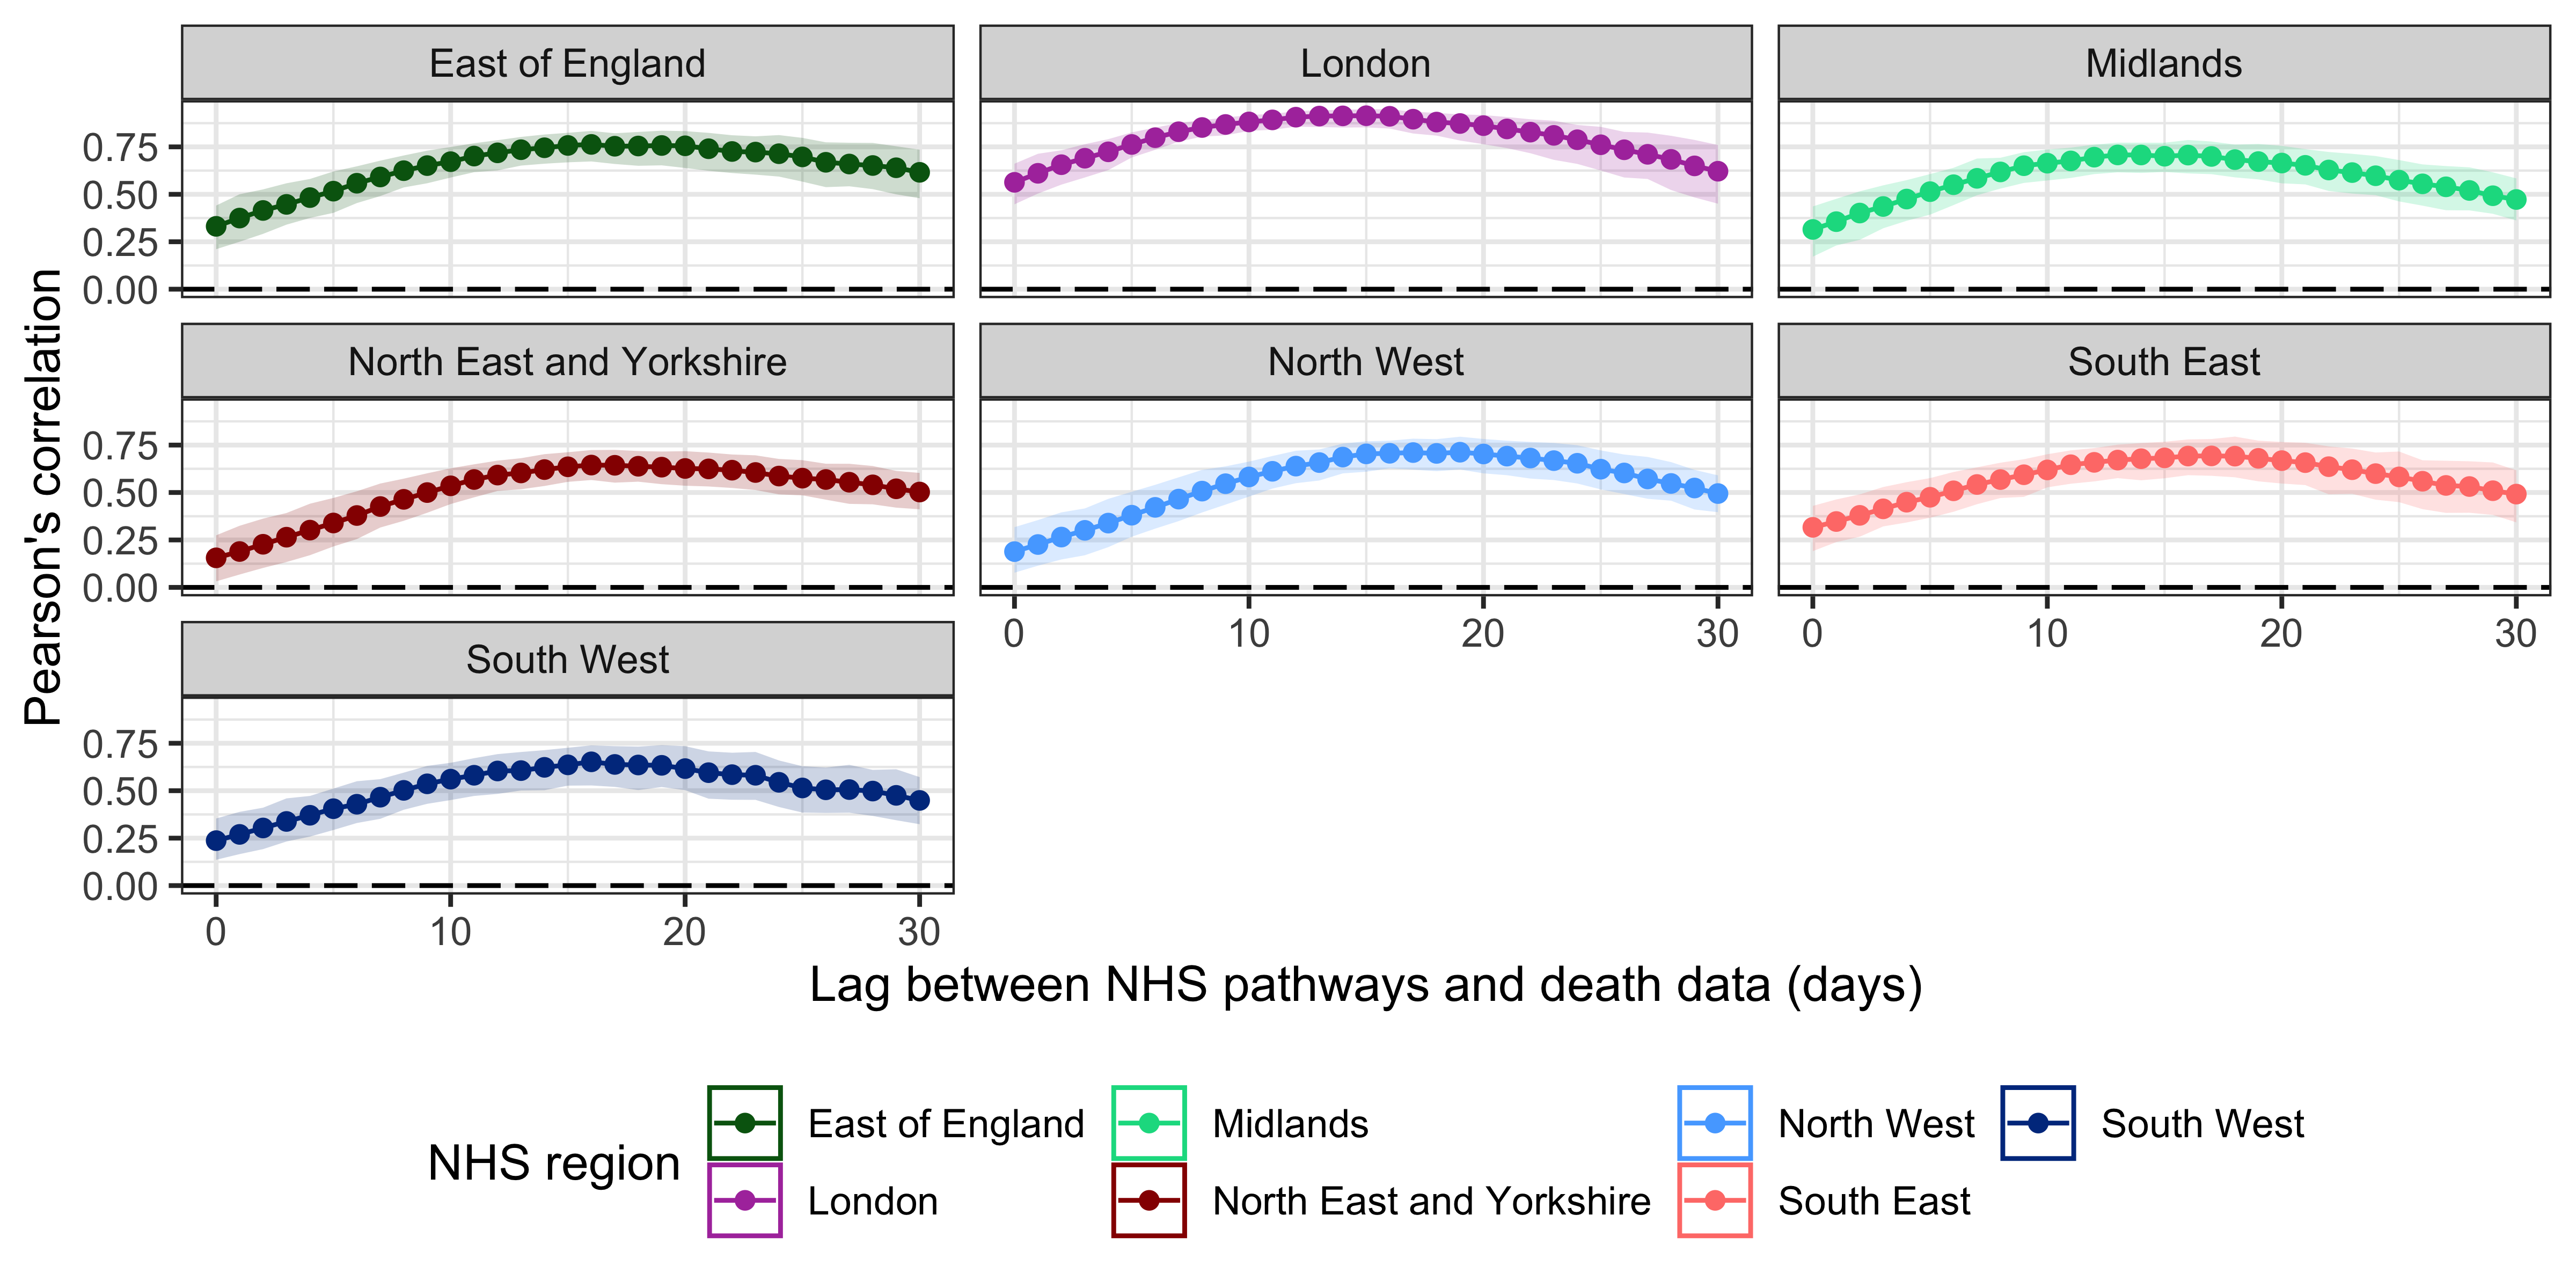 East of England
London
Midlands
0.75
0.50
0.25
0.00
North East and Yorkshire
North West
South East
0.75
0.50
0.25
0.00
0 10 20 30
0 10 20 30
South West
0.75
0.50
0.25
0.00
0 10 20 30
Pearson's correlation
Lag between NHS pathways and death data (days)
NHS region
East of England
London
Midlands
North East and Yorkshire
North West
South East
South West